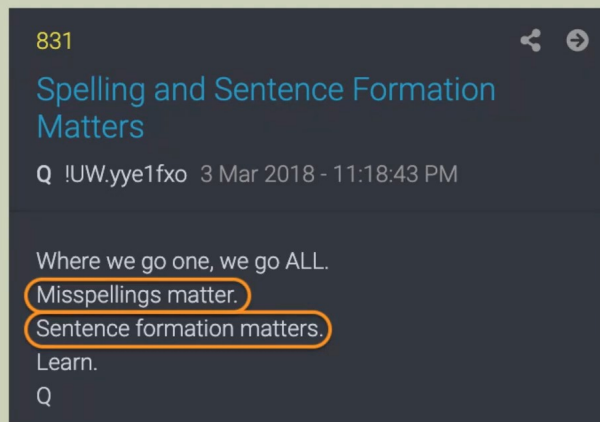 831
Spelling and Sentence Formation
Matters
Q !UW.yye1fxo 3 Mar 2018 - 11:18:43 PM
Where we go one, we go ALL.
Misspellings matter.
Sentence formation matters.
Learn.
Q